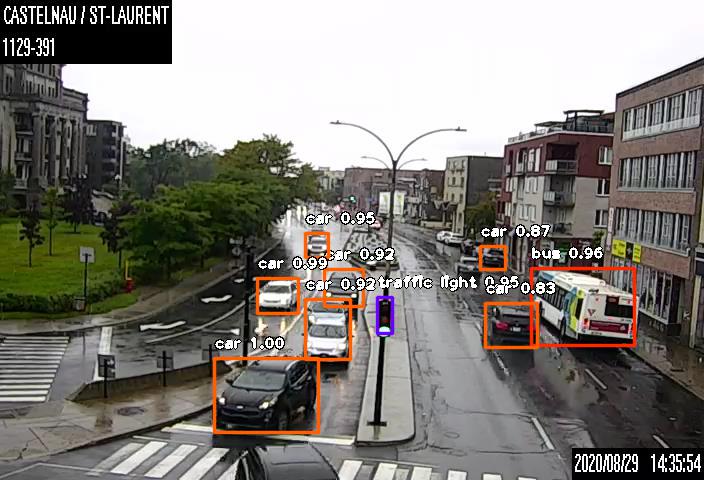 CASTELNAU / ST-LAURENT
1129-391
car 0.95
car 0.87
car 0.92
bus 0.96
car 0.99
car 0.92
traffic light 0.95
car 0.83
car 1.00
2020/08/29 14:35:54